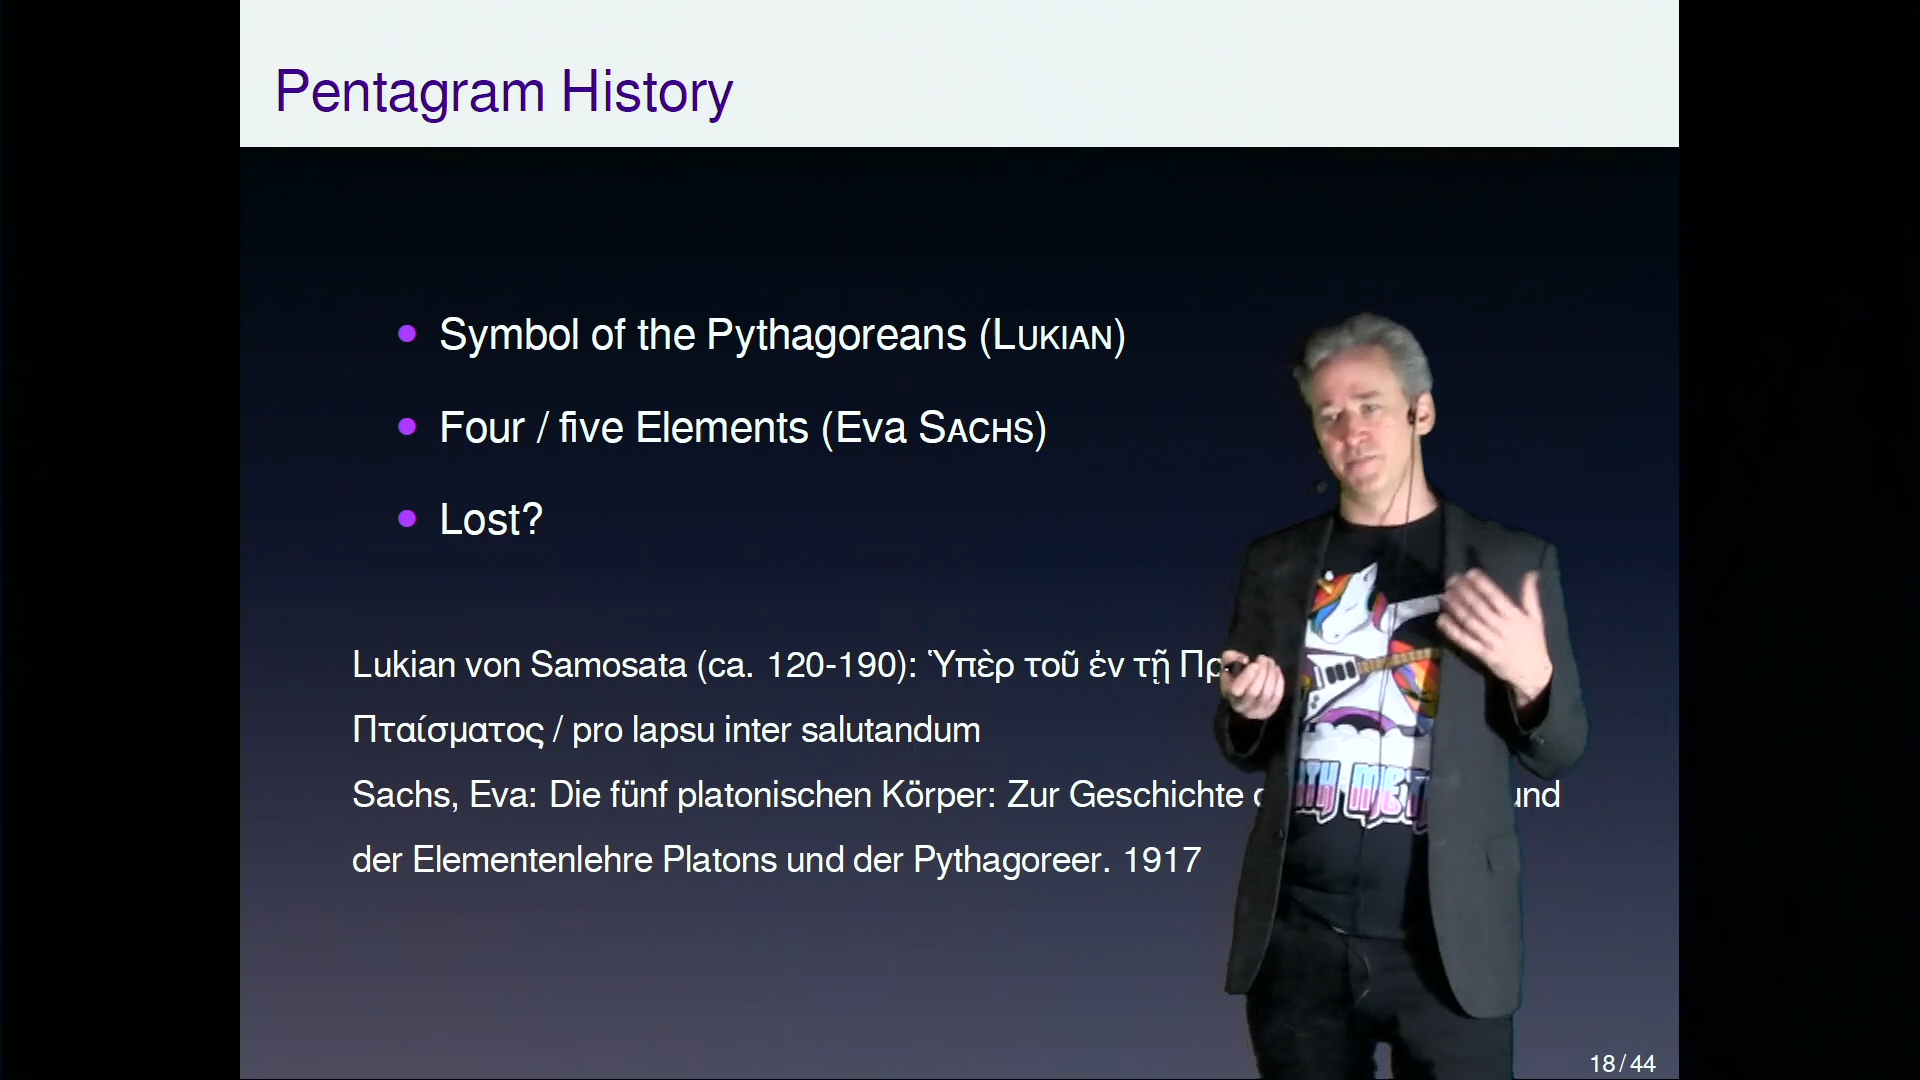 Pentagram History
• Symbol of the Pythagoreans (LUKIAN)
• Four / five Elements (Eva SACHS)
• Lost?
Lukian von Samosata (ca. 120-190): Ὑπὲρ τοῦ ἐν τῇ
Πταίσματος / pro lapsu inter salutandum
Sachs, Eva: Die fünf platonischen Körper: Zur Geschichte und
der Elementenlehre Platons und der Pythagoreer. 1917
18 / 44